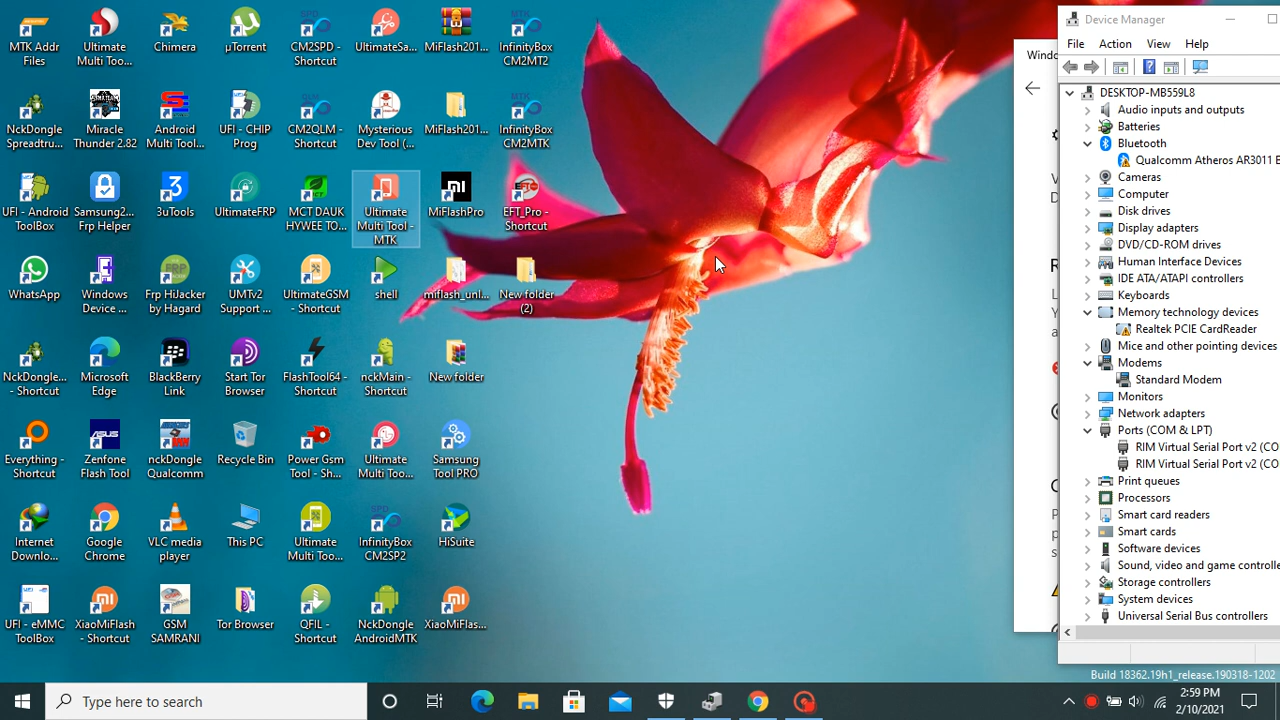 MTK Addr
Files
Ultimate
Multi Too...
Chimera
µTorrent
CM2SPD -
Shortcut
UltimateSa...
MiFlash201...
InfinityBox
CM2MT2
NckDongle
Spreadtru...
Miracle
Thunder 2.82
Android
Multi Tool...
UFI - CHIP
Prog
CM2QLM -
Shortcut
Mysterious
Dev Tool (...
MiFlash201...
InfinityBox
CM2MTK
UFI - Android
ToolBox
Samsung2...
Frp Helper
3uTools
UltimateFRP
MCT DAUK
HYWEE TO...
Ultimate
Multi Tool -
MTK
MiFlashPro
EFT_Pro -
Shortcut
WhatsApp
Windows
Device ...
Frp HiJacker
by Hagard
UMTv2
Support ...
UltimateGSM
- Shortcut
shell
miflash_unl...
New folder
(2)
NckDongle...
- Shortcut
Microsoft
Edge
BlackBerry
Link
Start Tor
Browser
FlashTool64 -
Shortcut
nckMain -
Shortcut
New folder
Everything -
Shortcut
Zenfone
Flash Tool
nckDongle
Qualcomm
Recycle Bin
Power Gsm
Tool - Sh...
Ultimate
Multi Too...
Samsung
Tool PRO
Internet
Downlo...
Google
Chrome
VLC media
player
This PC
Ultimate
Multi Too...
InfinityBox
CM2SP2
HiSuite
UFI - eMMC
ToolBox
XiaoMiFlash
- Shortcut
GSM
SAMRANI
Tor Browser
QFIL -
Shortcut
NckDongle
AndroidMTK
XiaoMiFlas...
Windo
Device Manager
File Action View Help
DESKTOP-MB559L8
Audio inputs and outputs
Batteries
Bluetooth
Qualcomm Atheros AR3011 B
Cameras
Computer
Disk drives
Display adapters
DVD/CD-ROM drives
Human Interface Devices
IDE ATA/ATAPI controllers
Keyboards
Memory technology devices
Realtek PCIE CardReader
Mice and other pointing devices
Modems
Standard Modem
Monitors
Network adapters
Ports (COM & LPT)
RIM Virtual Serial Port v2 (CO
RIM Virtual Serial Port v2 (CO
Print queues
Processors
Smart card readers
Smart cards
Software devices
Sound, video and game controlle
Storage controllers
System devices
Universal Serial Bus controllers
Build 18362.19h1_release.190318-1202
Type here to search
2:59 PM
2/10/2021